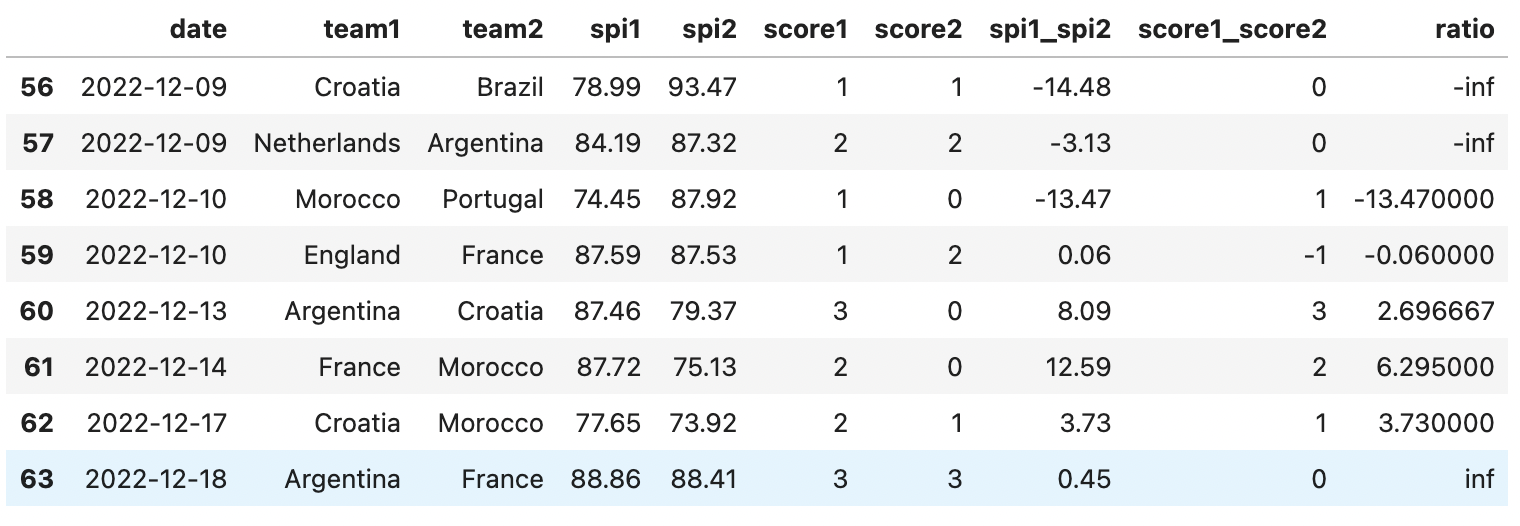 date team1 team2 spi1 spi2 score1 score2 spi1_spi2 score1_score2 ratio
56 2022-12-09 Croatia Brazil 78.99 93.47 1 1 -14.48 0 -inf
57 2022-12-09 Netherlands Argentina 84.19 87.32 2 2 -3.13 0 -inf
58 2022-12-10 Morocco Portugal 74.45 87.92 1 0 -13.47 1 -13.470000
59 2022-12-10 England France 87.59 87.53 1 2 0.06 -1 -0.060000
60 2022-12-13 Argentina Croatia 87.46 79.37 3 0 8.09 3 2.696667
61 2022-12-14 France Morocco 87.72 75.13 2 0 12.59 2 6.295000
62 2022-12-17 Croatia Morocco 77.65 73.92 2 1 3.73 1 3.730000
63 2022-12-18 Argentina France 88.86 88.41 3 3 0.45 0 inf